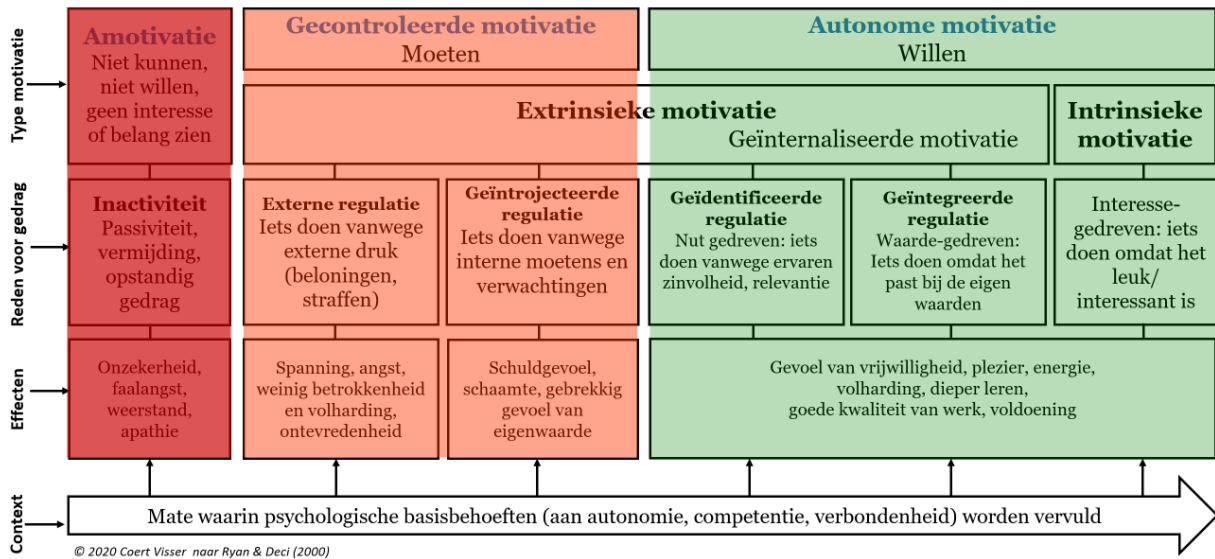 Type motivatie
Amotivatie
Niet kunnen,
niet willen,
geen interesse
of belang zien
Gecontroleerde motivatie
Moeten
Autonome motivatie
Willen
Extrinsieke motivatie
Geïnternaliseerde motivatie
Intrinsieke
motivatie
Reden voor gedrag
Inactiviteit
Passiviteit,
vermijding,
opstandig
gedrag
Externe regulatie
Iets doen vanwege
externe druk
(beloningen,
straffen)
Geïntrojecteerde
regulatie
Iets doen vanwege
interne moetens en
verwachtingen
Geïdentificeerde
regulatie
Nut gedreven: iets
doen vanwege ervaren
zinvolheid, relevantie
Geïntegreerde
regulatie
Waarde-gedreven:
Iets doen omdat het
past bij de eigen
waarden
Interesse-
gedreven: iets
doen omdat het
leuk/
interessant is
Effecten
Onzekerheid,
faalangst,
weerstand,
apathie
Spanning, angst,
weinig betrokkenheid
en volharding,
ontevredenheid
Schuldgevoel,
schaamte, gebrekkig
gevoel van
eigenwaarde
Gevoel van vrijwilligheid, plezier, energie,
volharding, dieper leren,
goede kwaliteit van werk, voldoening
Context
Mate waarin psychologische basisbehoeften (aan autonomie, competentie, verbondenheid) worden vervuld
© 2020 Coert Visser naar Ryan & Deci (2000)